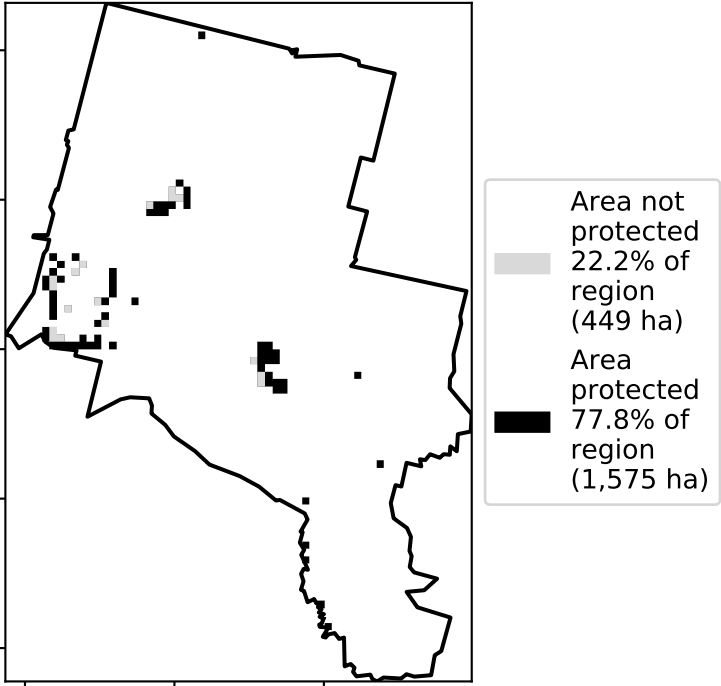 Area not
protected
22.2% of
region
(449 ha)
Area
protected
77.8% of
region
(1,575 ha)